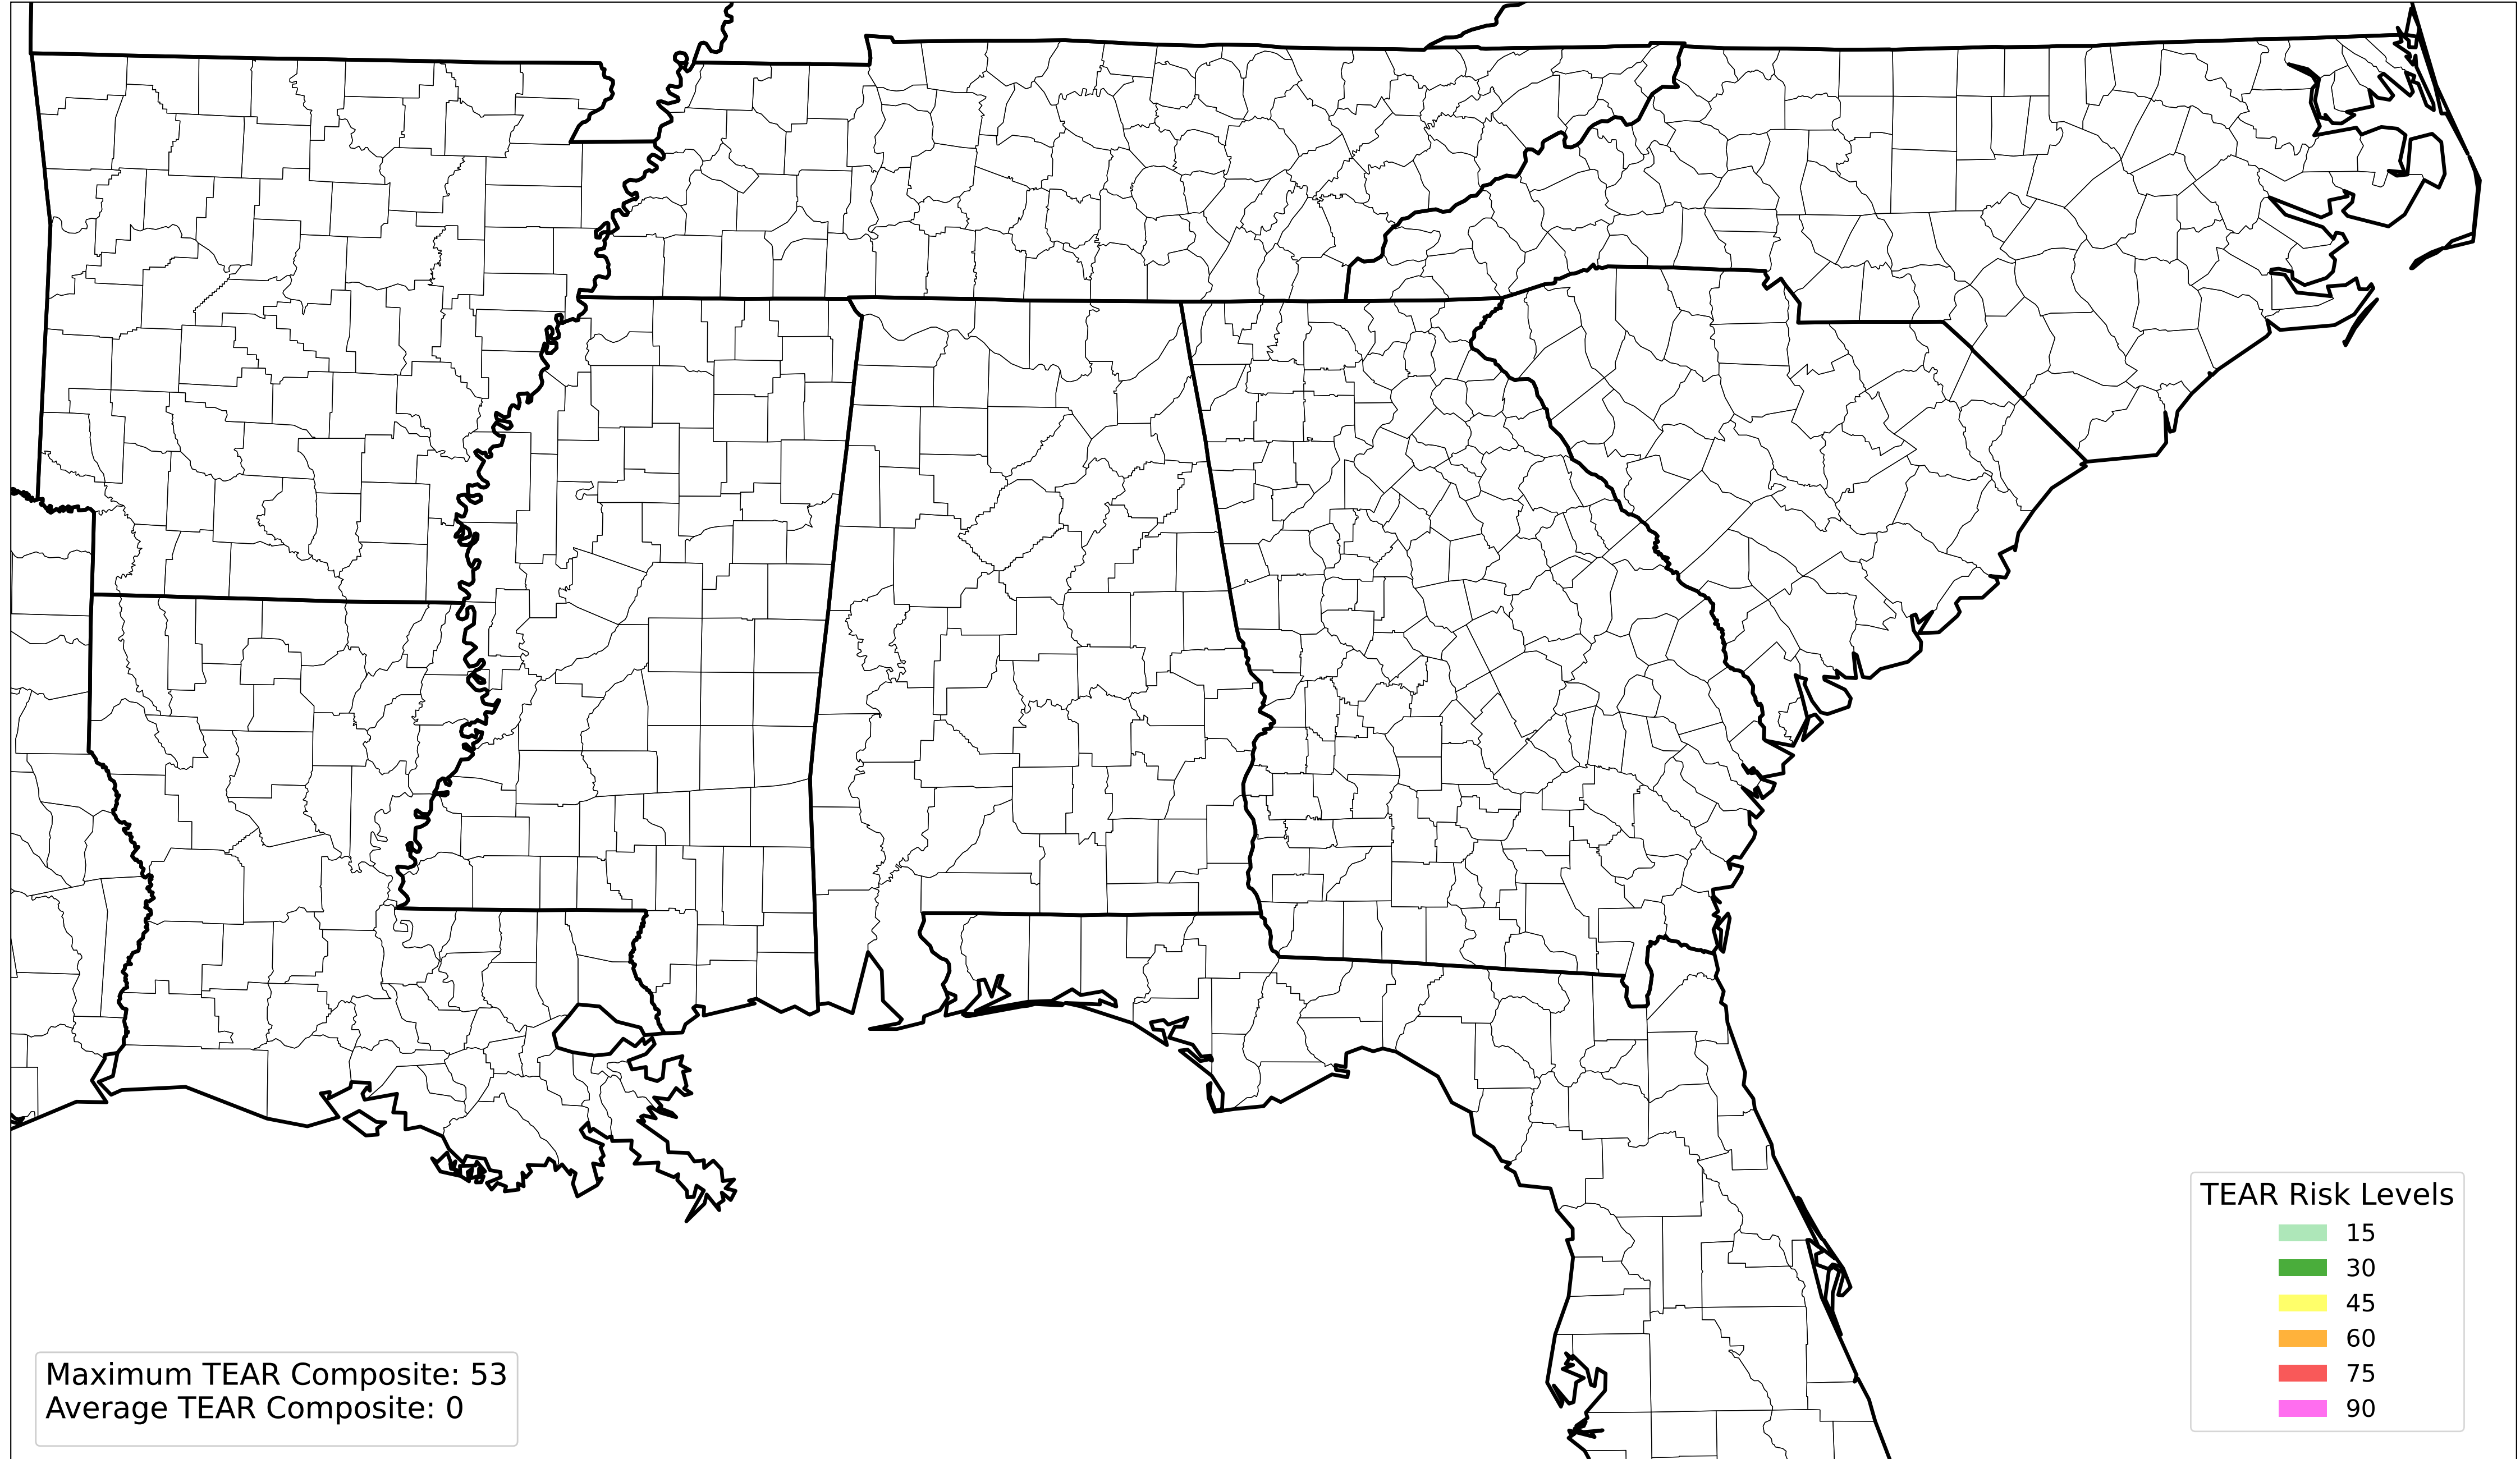 TEAR Risk Levels
15
30
45
60
75
90
Maximum TEAR Composite: 53
Average TEAR Composite: 0